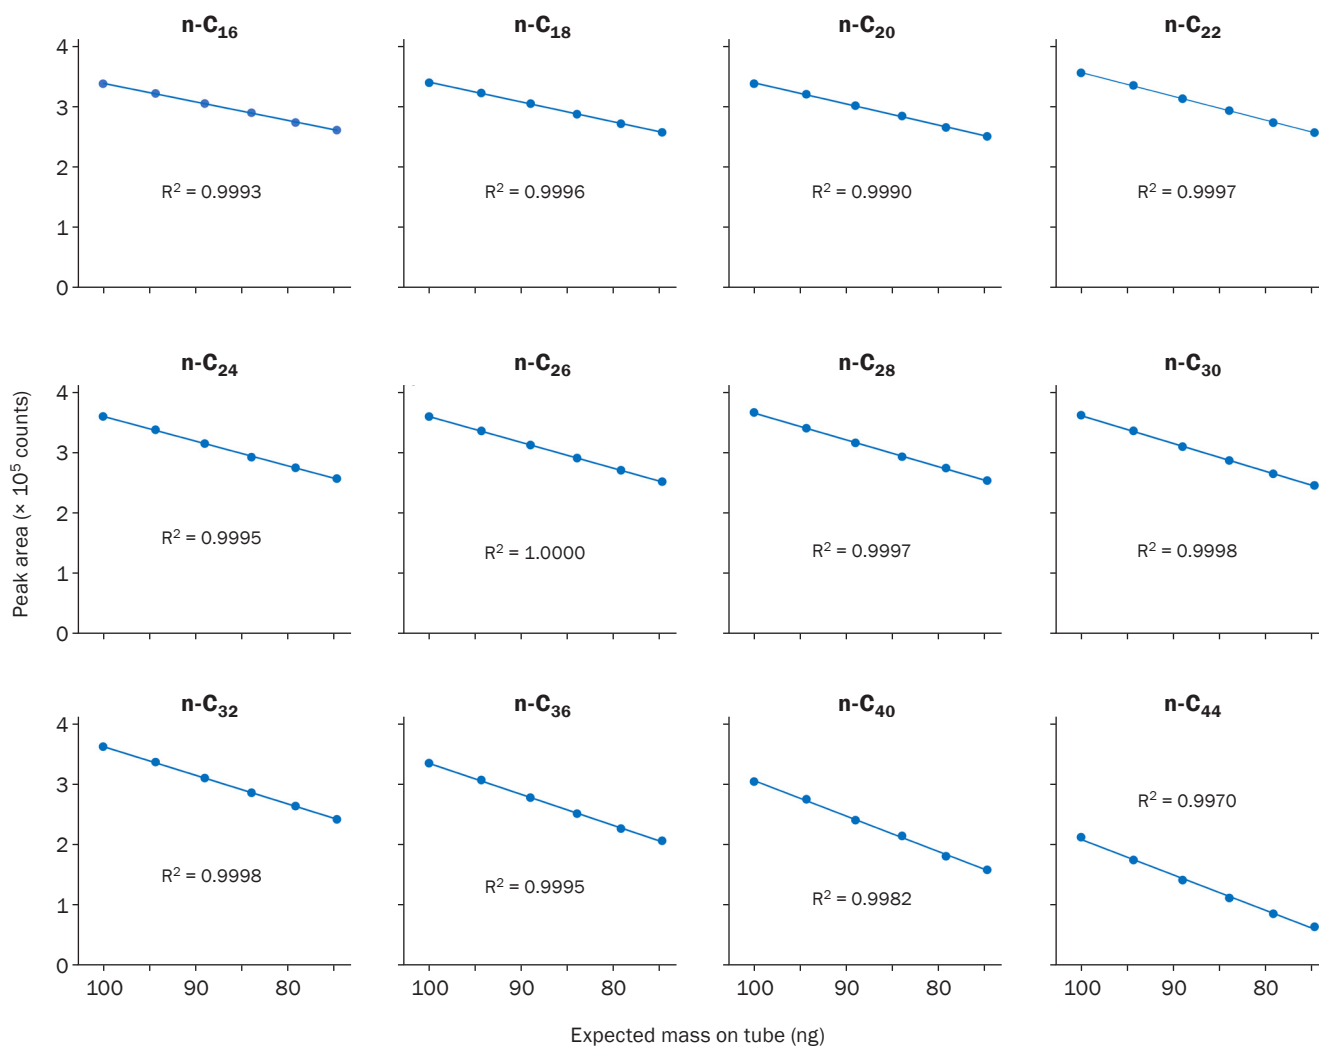 n-C₁₆ n-C₁₈ n-C₂₀ n-C₂₂
4
3
2
R² = 0.9993 R² = 0.9996 R² = 0.9990 R² = 0.9997
1
0
n-C₂₄ n-C₂₆ n-C₂₈ n-C₃₀
Peak area (× 10⁵ counts)
4
3
2
R² = 0.9995 R² = 1.0000 R² = 0.9997 R² = 0.9998
1
0
n-C₃₂ n-C₃₆ n-C₄₀ n-C₄₄
4
3
R² = 0.9970
2
R² = 0.9998 R² = 0.9995 R² = 0.9982
1
0
100 90 80 100 90 80 100 90 80 100 90 80
Expected mass on tube (ng)